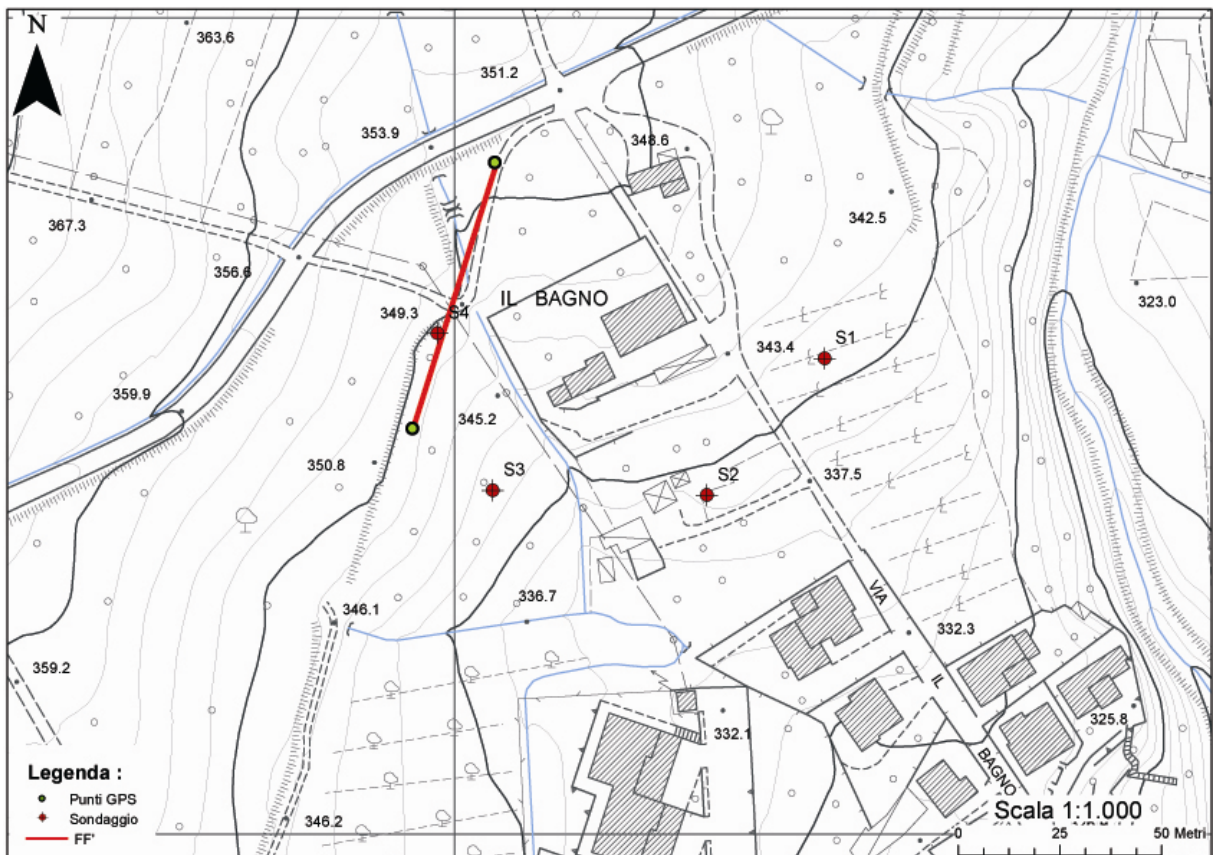 N
363.6
351.2
353.9
348.6
367.3
342.5
356.6
323.0
IL BAGNO
349.3
S4
343.4
S1
359.9
345.2
350.8
S3
S2
337.5
346.1
336.7
VIA
332.3
359.2
IL
332.1
325.8
BAGNO
Legenda :
Punti GPS
Sondaggio
FF'
346.2
Scala 1:1.000
0 25 50 Metri